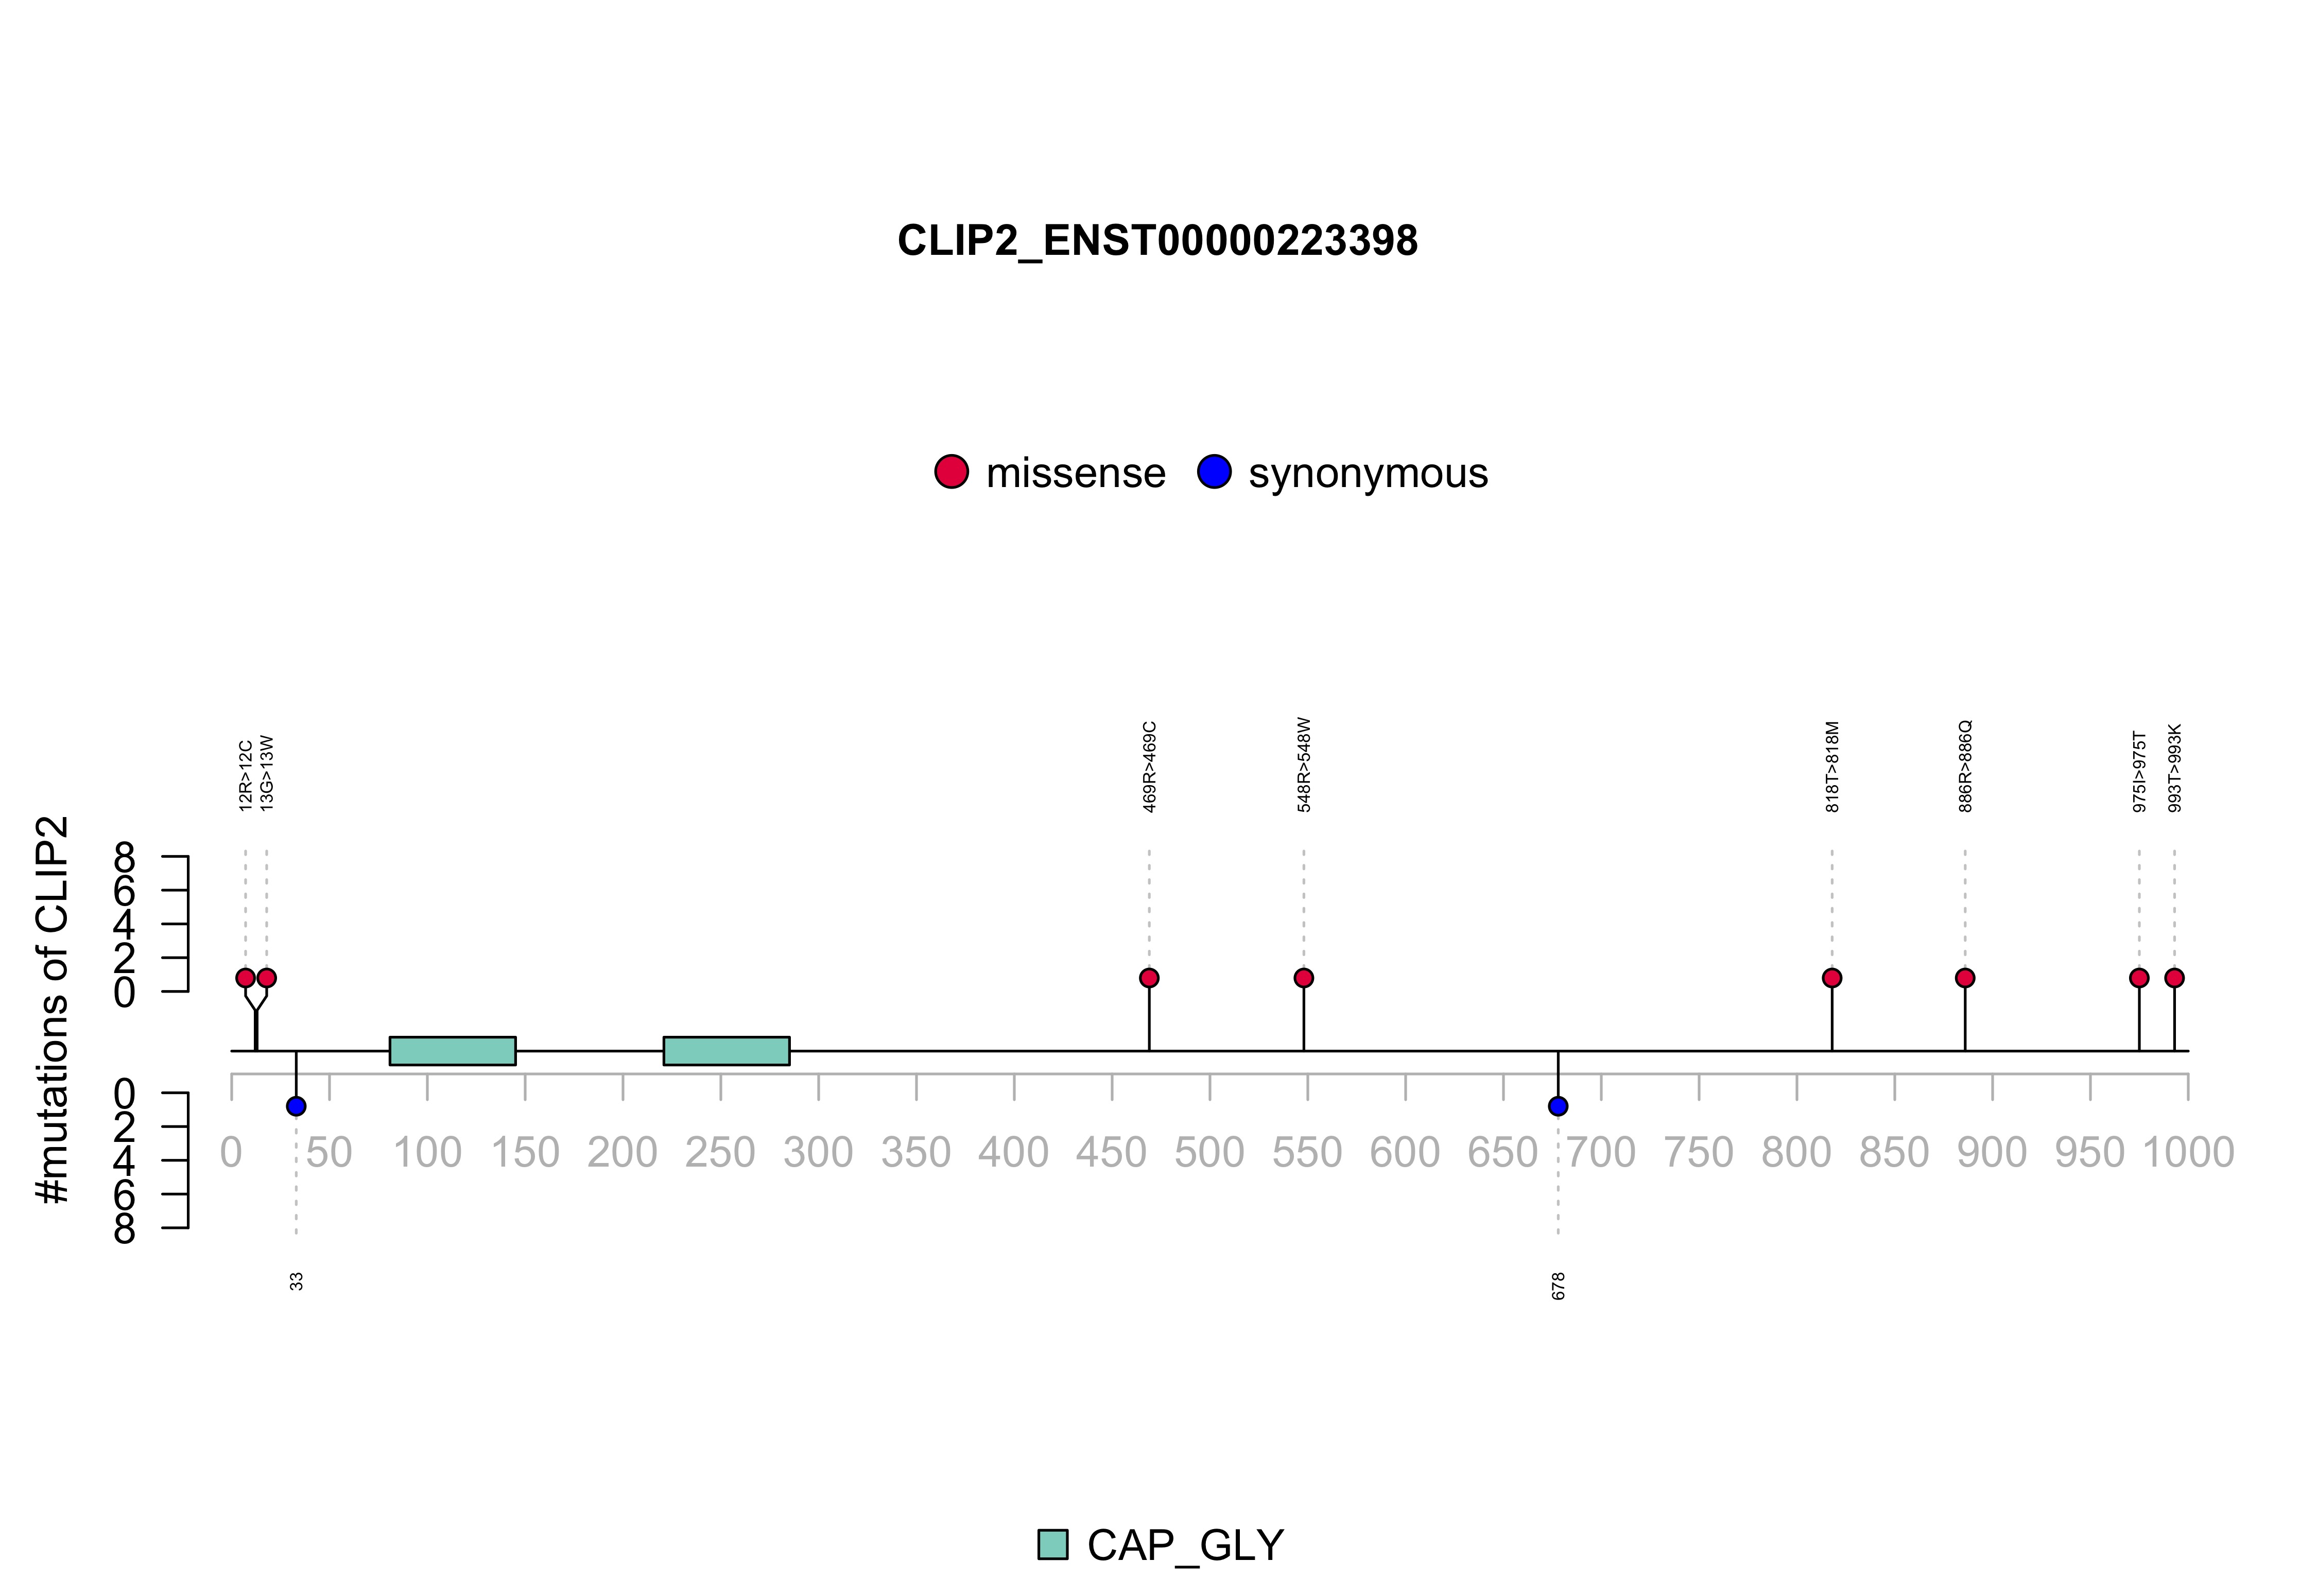 CLIP2_ENST00000223398
missense synonymous
12R>12C
13G>13W
469R>469C
548R>548W
818T>818M
886R>886Q
975I>975T
993T>993K
#mutations of CLIP2
8
6
4
2
0
0
2
4
6
8
0 50 100 150 200 250 300 350 400 450 500 550 600 650 700 750 800 850 900 950 1000
33
678
CAP_GLY